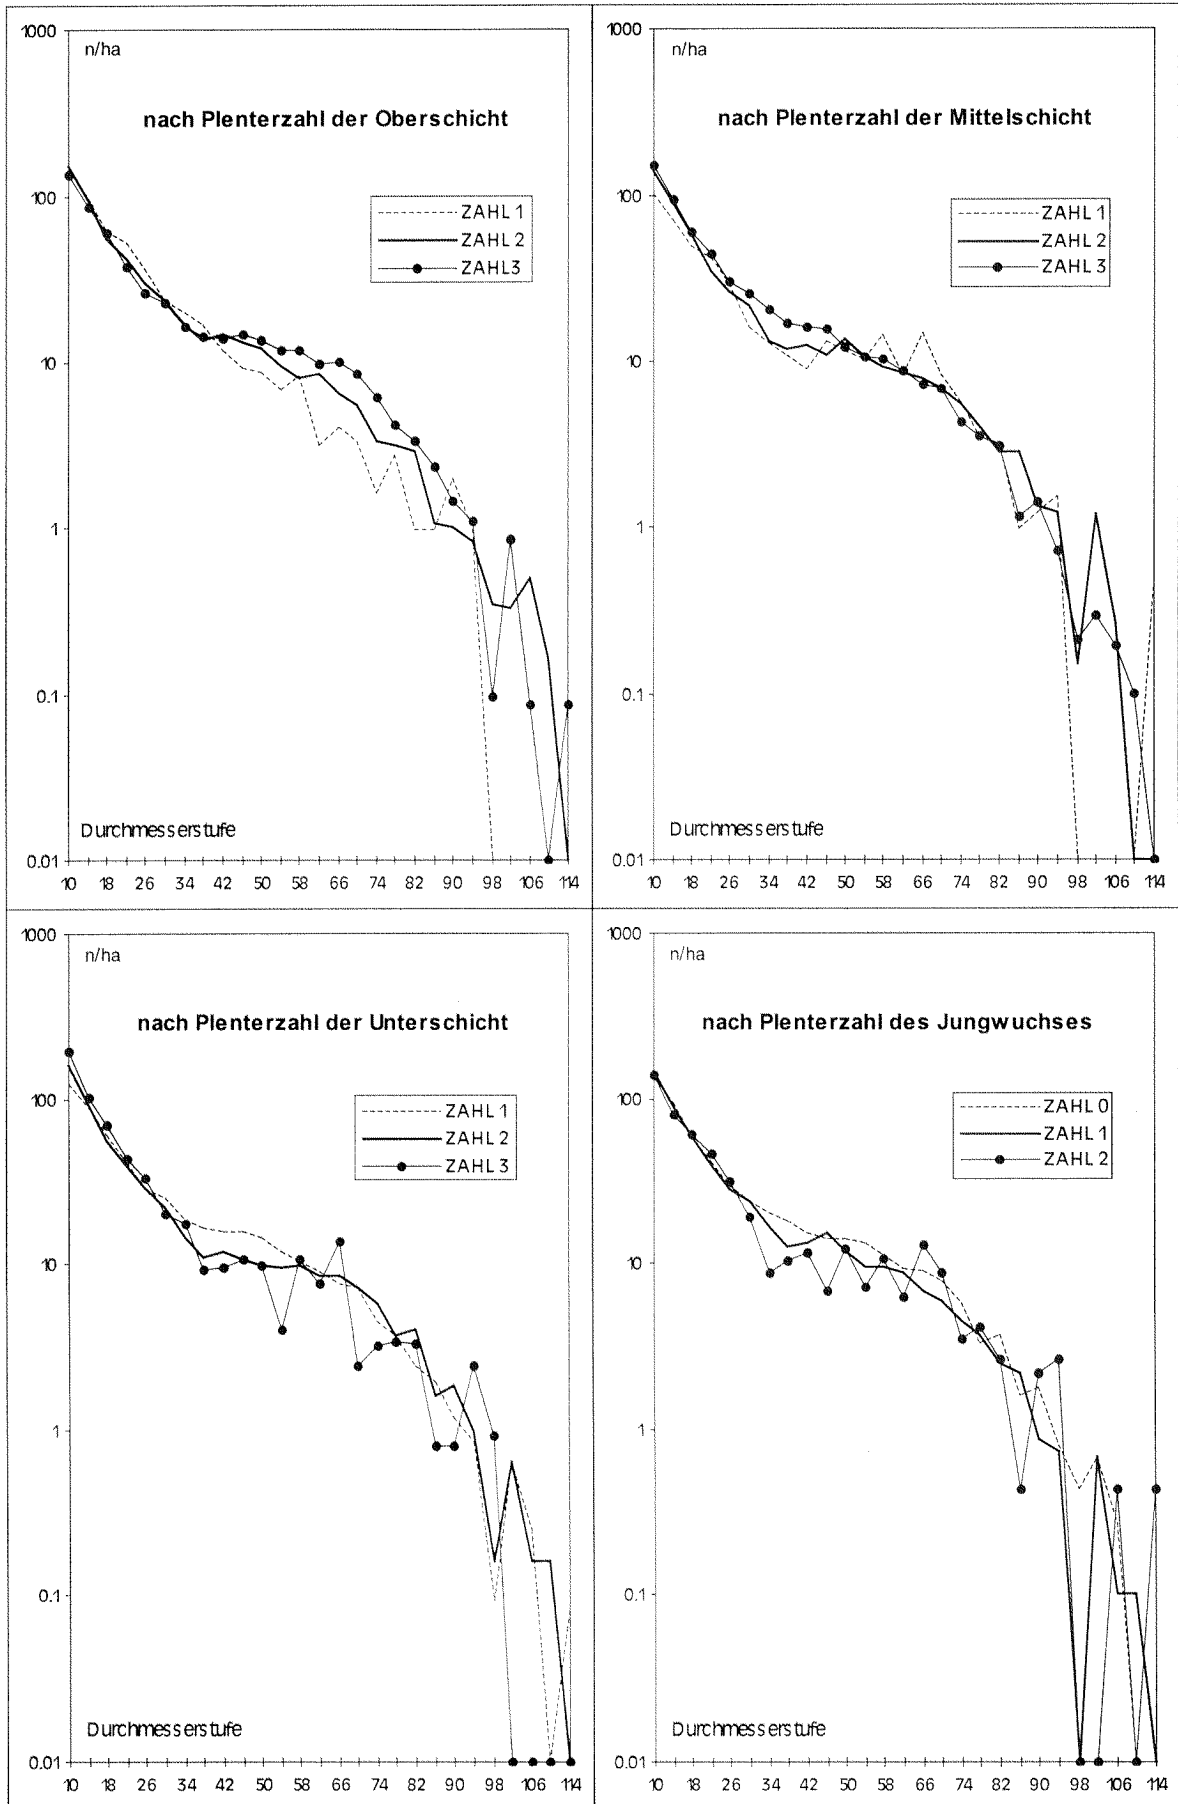 1000
n/ha
nach Plenterzahl der Oberschicht
100
ZAHL 1
ZAHL 2
ZAHL3
10
1
0.1
Durchmesserstufe
0.01
10 18 26 34 42 50 58 66 74 82 90 98 106 114
1000
n/ha
nach Plenterzahl der Mittelschicht
100
ZAHL 1
ZAHL 2
ZAHL 3
10
1
0.1
Durchmesserstufe
0.01
10 18 26 34 42 50 58 66 74 82 90 98 106 114
1000
n/ha
nach Plenterzahl der Unterschicht
100
ZAHL 1
ZAHL 2
ZAHL 3
10
1
0.1
Durchmesserstufe
0.01
10 18 26 34 42 50 58 66 74 82 90 98 106 114
1000
n/ha
nach Plenterzahl des Jungwuchses
100
ZAHL 0
ZAHL 1
ZAHL 2
10
1
0.1
Durchmesserstufe
0.01
10 18 26 34 42 50 58 66 74 82 90 98 106 114